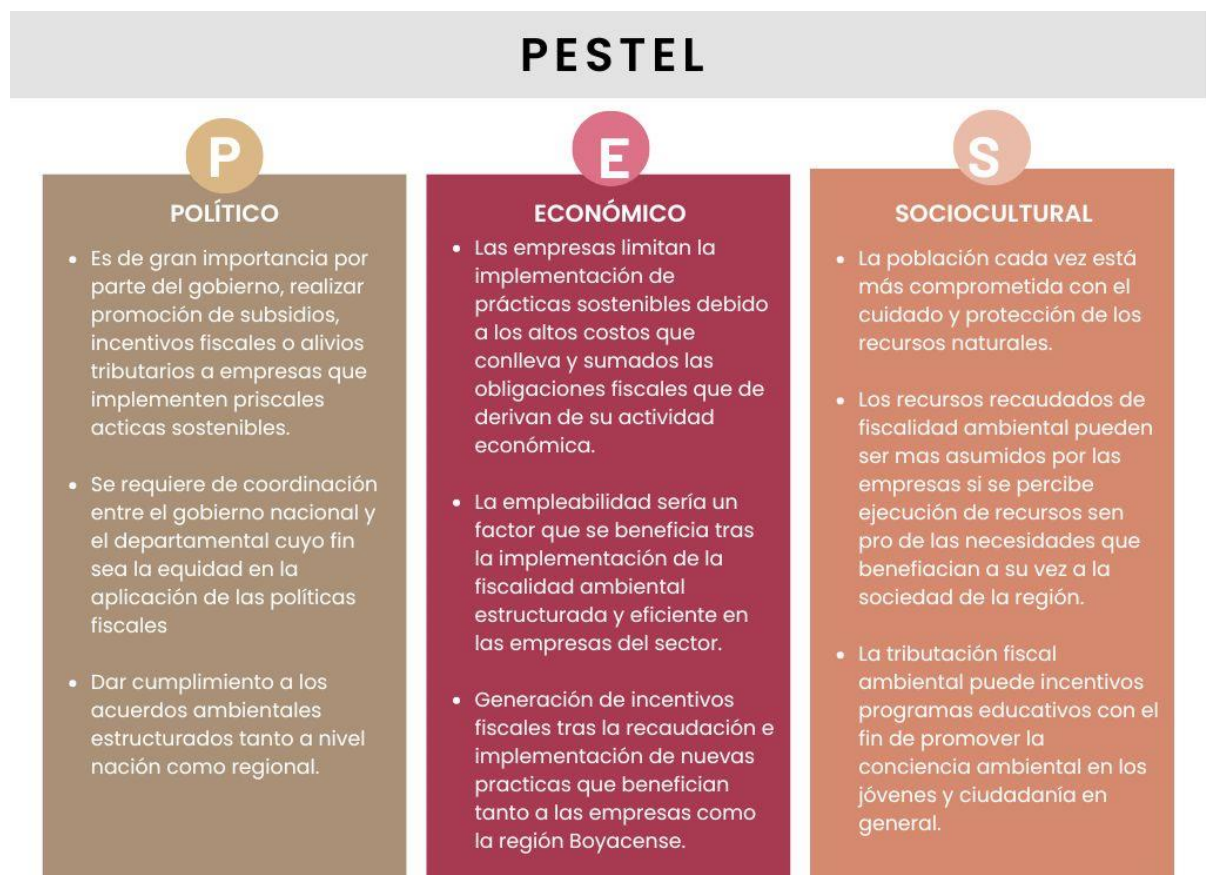 PESTEL
P
POLÍTICO
• Es de gran importancia por
parte del gobierno, realizar
promoción de subsidios,
incentivos fiscales o alivios
tributarios a empresas que
implementen priscales
acticas sostenibles.
• Se requiere de coordinación
entre el gobierno nacional y
el departamental cuyo fin
sea la equidad en la
aplicación de las políticas
fiscales
• Dar cumplimiento a los
acuerdos ambientales
estructurados tanto a nivel
nación como regional.
E
ECONÓMICO
• Las empresas limitan la
implementación de
prácticas sostenibles debido
a los altos costos que
conlleva y sumados las
obligaciones fiscales que de
derivan de su actividad
económica.
• La empleabilidad sería un
factor que se beneficia tras
la implementación de la
fiscalidad ambiental
estructurada y eficiente en
las empresas del sector.
• Generación de incentivos
fiscales tras la recaudación e
implementación de nuevas
practicas que benefician
tanto a las empresas como
la región Boyacense.
S
SOCIOCULTURAL
• La población cada vez está
más comprometida con el
cuidado y protección de los
recursos naturales.
• Los recursos recaudados de
fiscalidad ambiental pueden
ser mas asumidos por las
empresas si se percibe
ejecución de recursos sen
pro de las necesidades que
benefiacian a su vez a la
sociedad de la región.
• La tributación fiscal
ambiental puede incentivos
programas educativos con el
fin de promover la
conciencia ambiental en los
jóvenes y ciudadanía en
general.